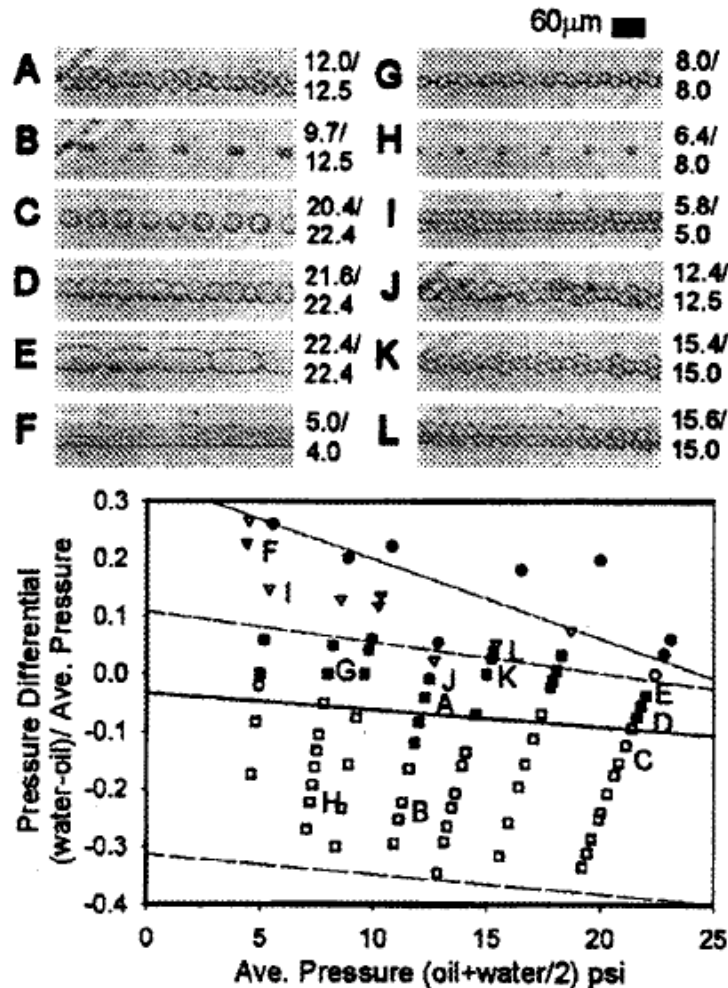 60μm
A 12.0/ 12.5
B 9.7/ 12.5
C 20.4/ 22.4
D 21.6/ 22.4
E 22.4/ 22.4
F 5.0/ 4.0
G 8.0/ 8.0
H 6.4/ 8.0
I 5.8/ 5.0
J 12.4/ 12.5
K 15.4/ 15.0
L 15.6/ 15.0
Pressure Differential
(water-oil)/ Ave. Pressure
0.3
0.2
0.1
0.0
-0.1
-0.2
-0.3
-0.4
F
I
G
L
K
J
A
E
D
C
H
B
0 5 10 15 20 25
Ave. Pressure (oil+water/2) psi